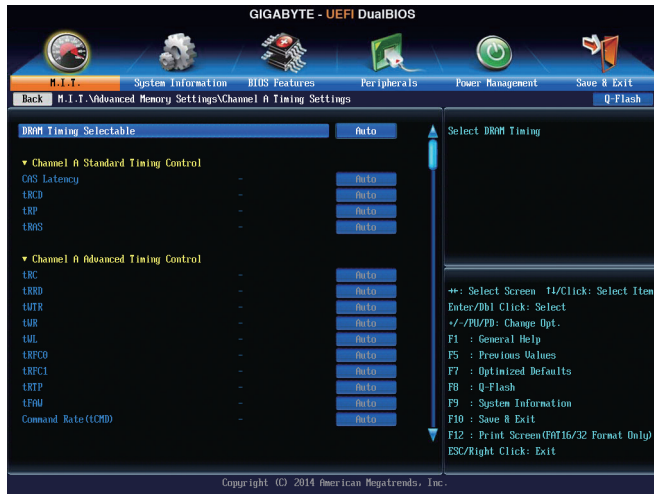 GIGABYTE - UEFI DualBIOS
M.I.T. System Information BIOS Features Peripherals Power Management Save & Exit
Back M.I.T.\Advanced Memory Settings\Channel A Timing Settings Q-Flash
DRAM Timing Selectable Auto
▼ Channel A Standard Timing Control
CAS Latency - Auto
tRCD - Auto
tRP - Auto
tRAS - Auto
▼ Channel A Advanced Timing Control
tRC - Auto
tRRD - Auto
tWTR - Auto
tWR - Auto
tWL - Auto
tRFC0 - Auto
tRFC1 - Auto
tRTP - Auto
tFAW - Auto
Command Rate(tCMD) - Auto
Select DRAM Timing
→←: Select Screen ↑↓/Click: Select Item
Enter/Dbl Click: Select
+/-/PU/PD: Change Opt.
F1 : General Help
F5 : Previous Values
F7 : Optimized Defaults
F8 : Q-Flash
F9 : System Information
F10 : Save & Exit
F12 : Print Screen(FAT16/32 Format Only)
ESC/Right Click: Exit
Copyright (C) 2014 American Megatrends, Inc.